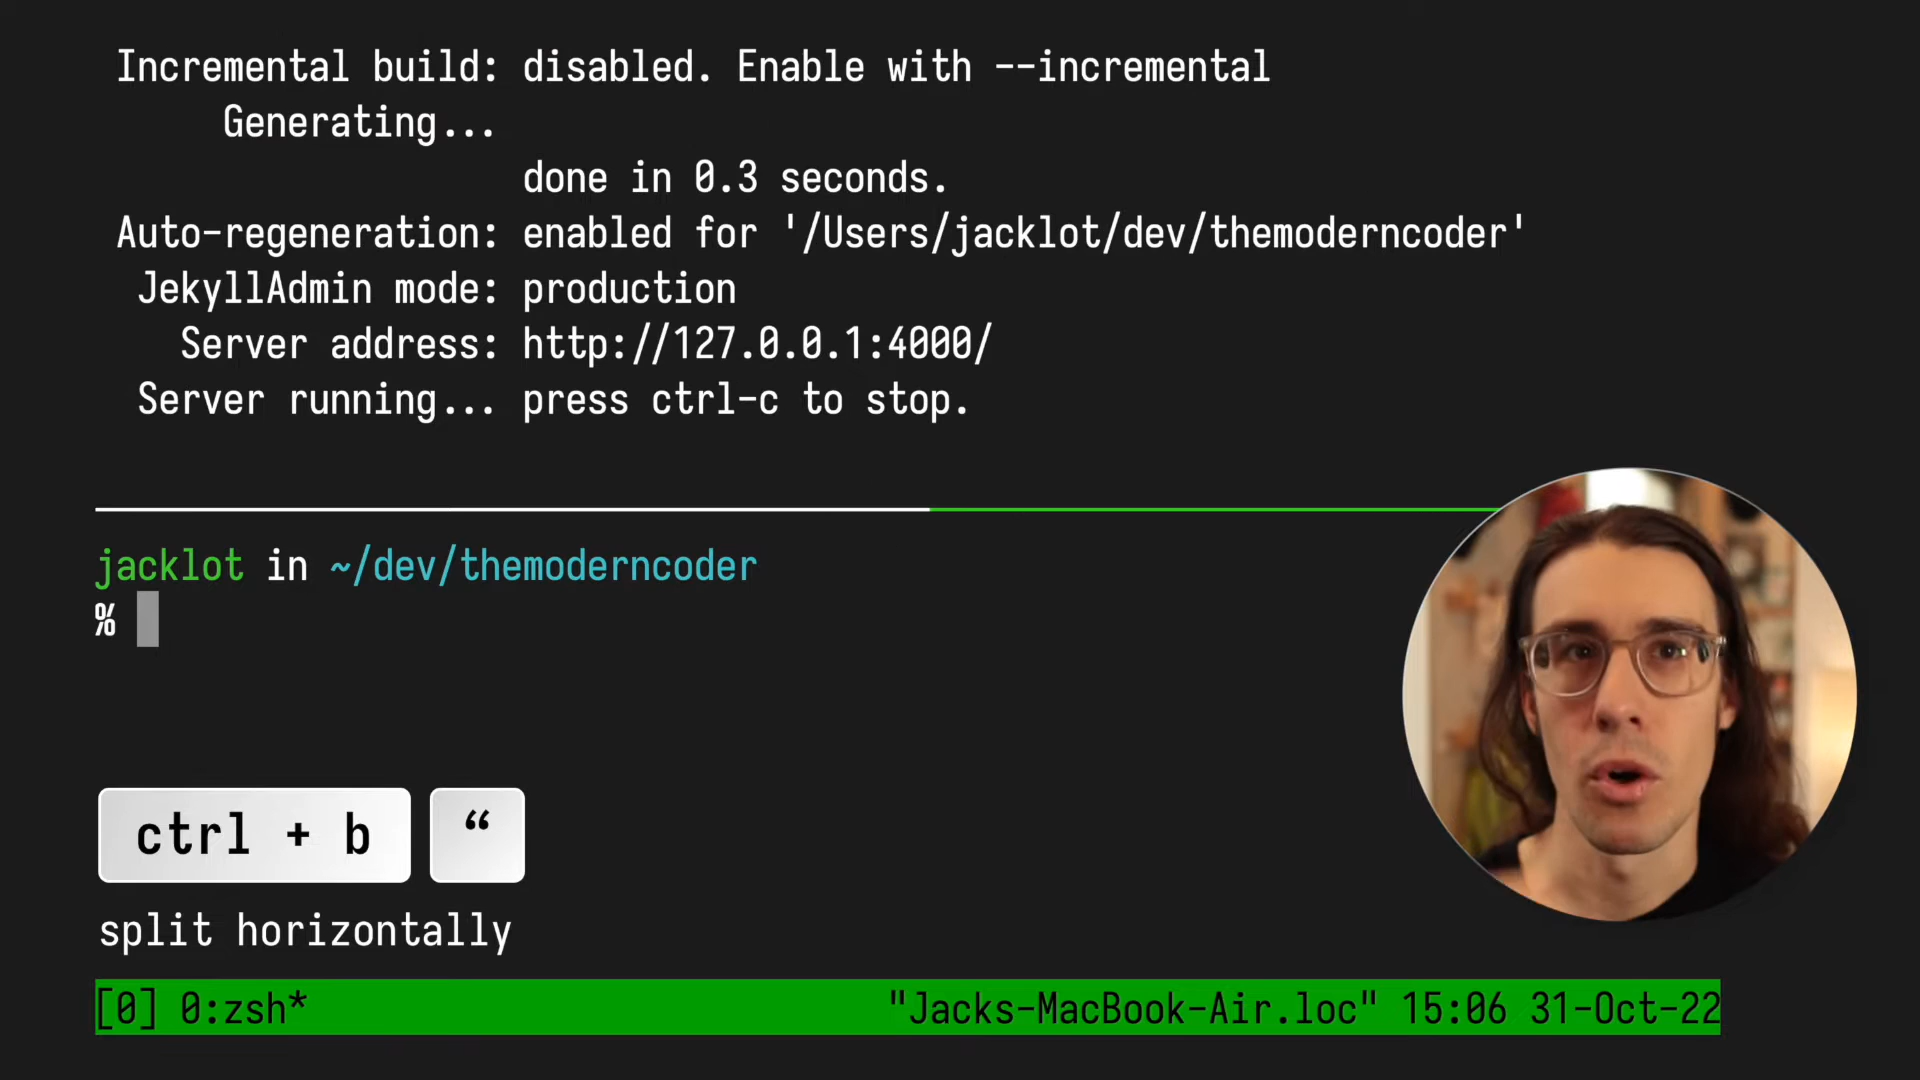 Incremental build: disabled. Enable with --incremental
Generating...
done in 0.3 seconds.
Auto-regeneration: enabled for '/Users/jacklot/dev/themoderncoder'
JekyllAdmin mode: production
Server address: http://127.0.0.1:4000/
Server running... press ctrl-c to stop.
jacklot in ~/dev/themoderncoder
%
ctrl + b “
split horizontally
[0] 0:zsh* "Jacks-MacBook-Air.loc" 15:06 31-Oct-22